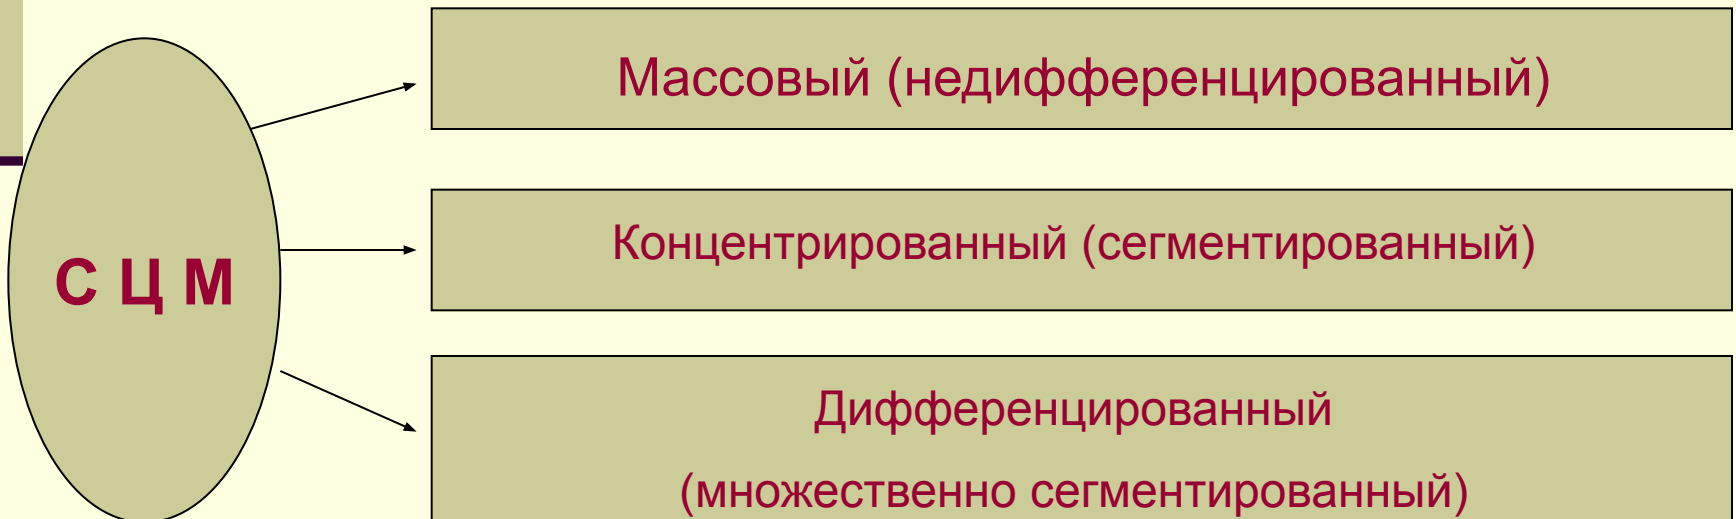 Массовый (недифференцированный)
Концентрированный (сегментированный)
С Ц М
Дифференцированный
(множественно сегментированный)